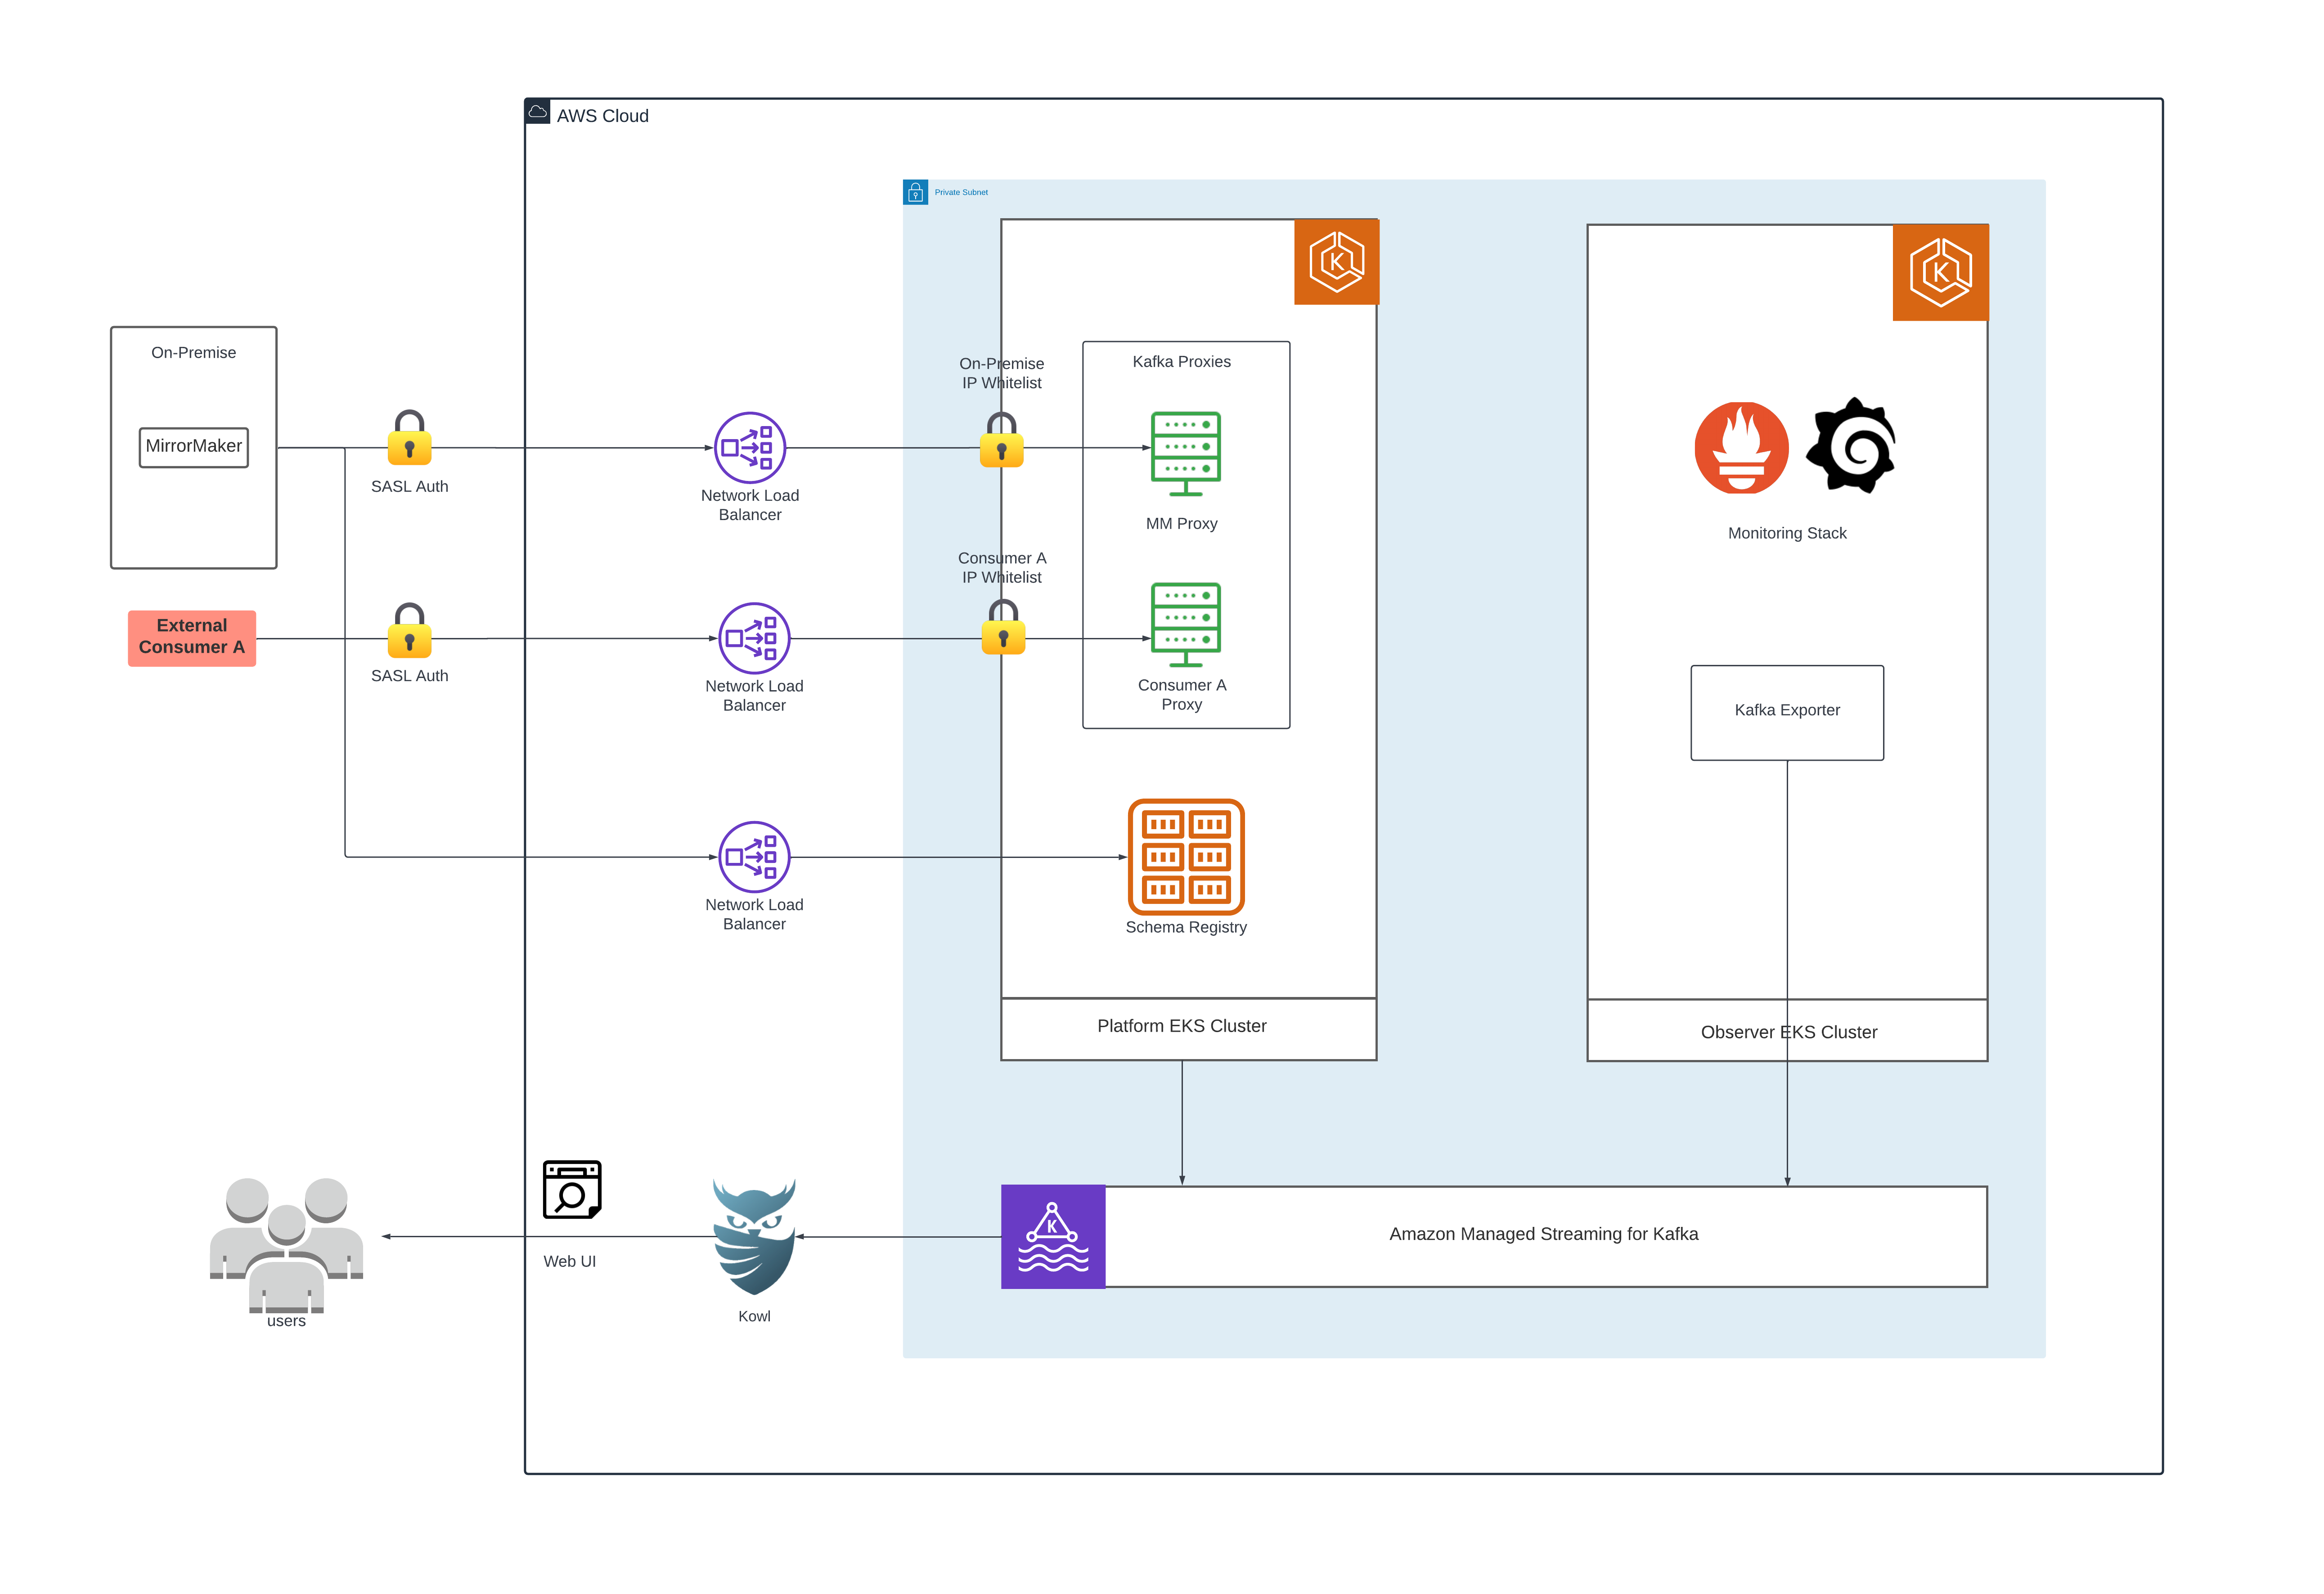 AWS Cloud
Private Subnet
On-Premise
MirrorMaker
SASL Auth
Network Load
Balancer
On-Premise
IP Whitelist
Kafka Proxies
MM Proxy
Monitoring Stack
External
Consumer A
SASL Auth
Network Load
Balancer
Consumer A
IP Whitelist
Consumer A
Proxy
Kafka Exporter
Network Load
Balancer
Schema Registry
Platform EKS Cluster
Observer EKS Cluster
users
Web UI
Kowl
Amazon Managed Streaming for Kafka
K
K
K